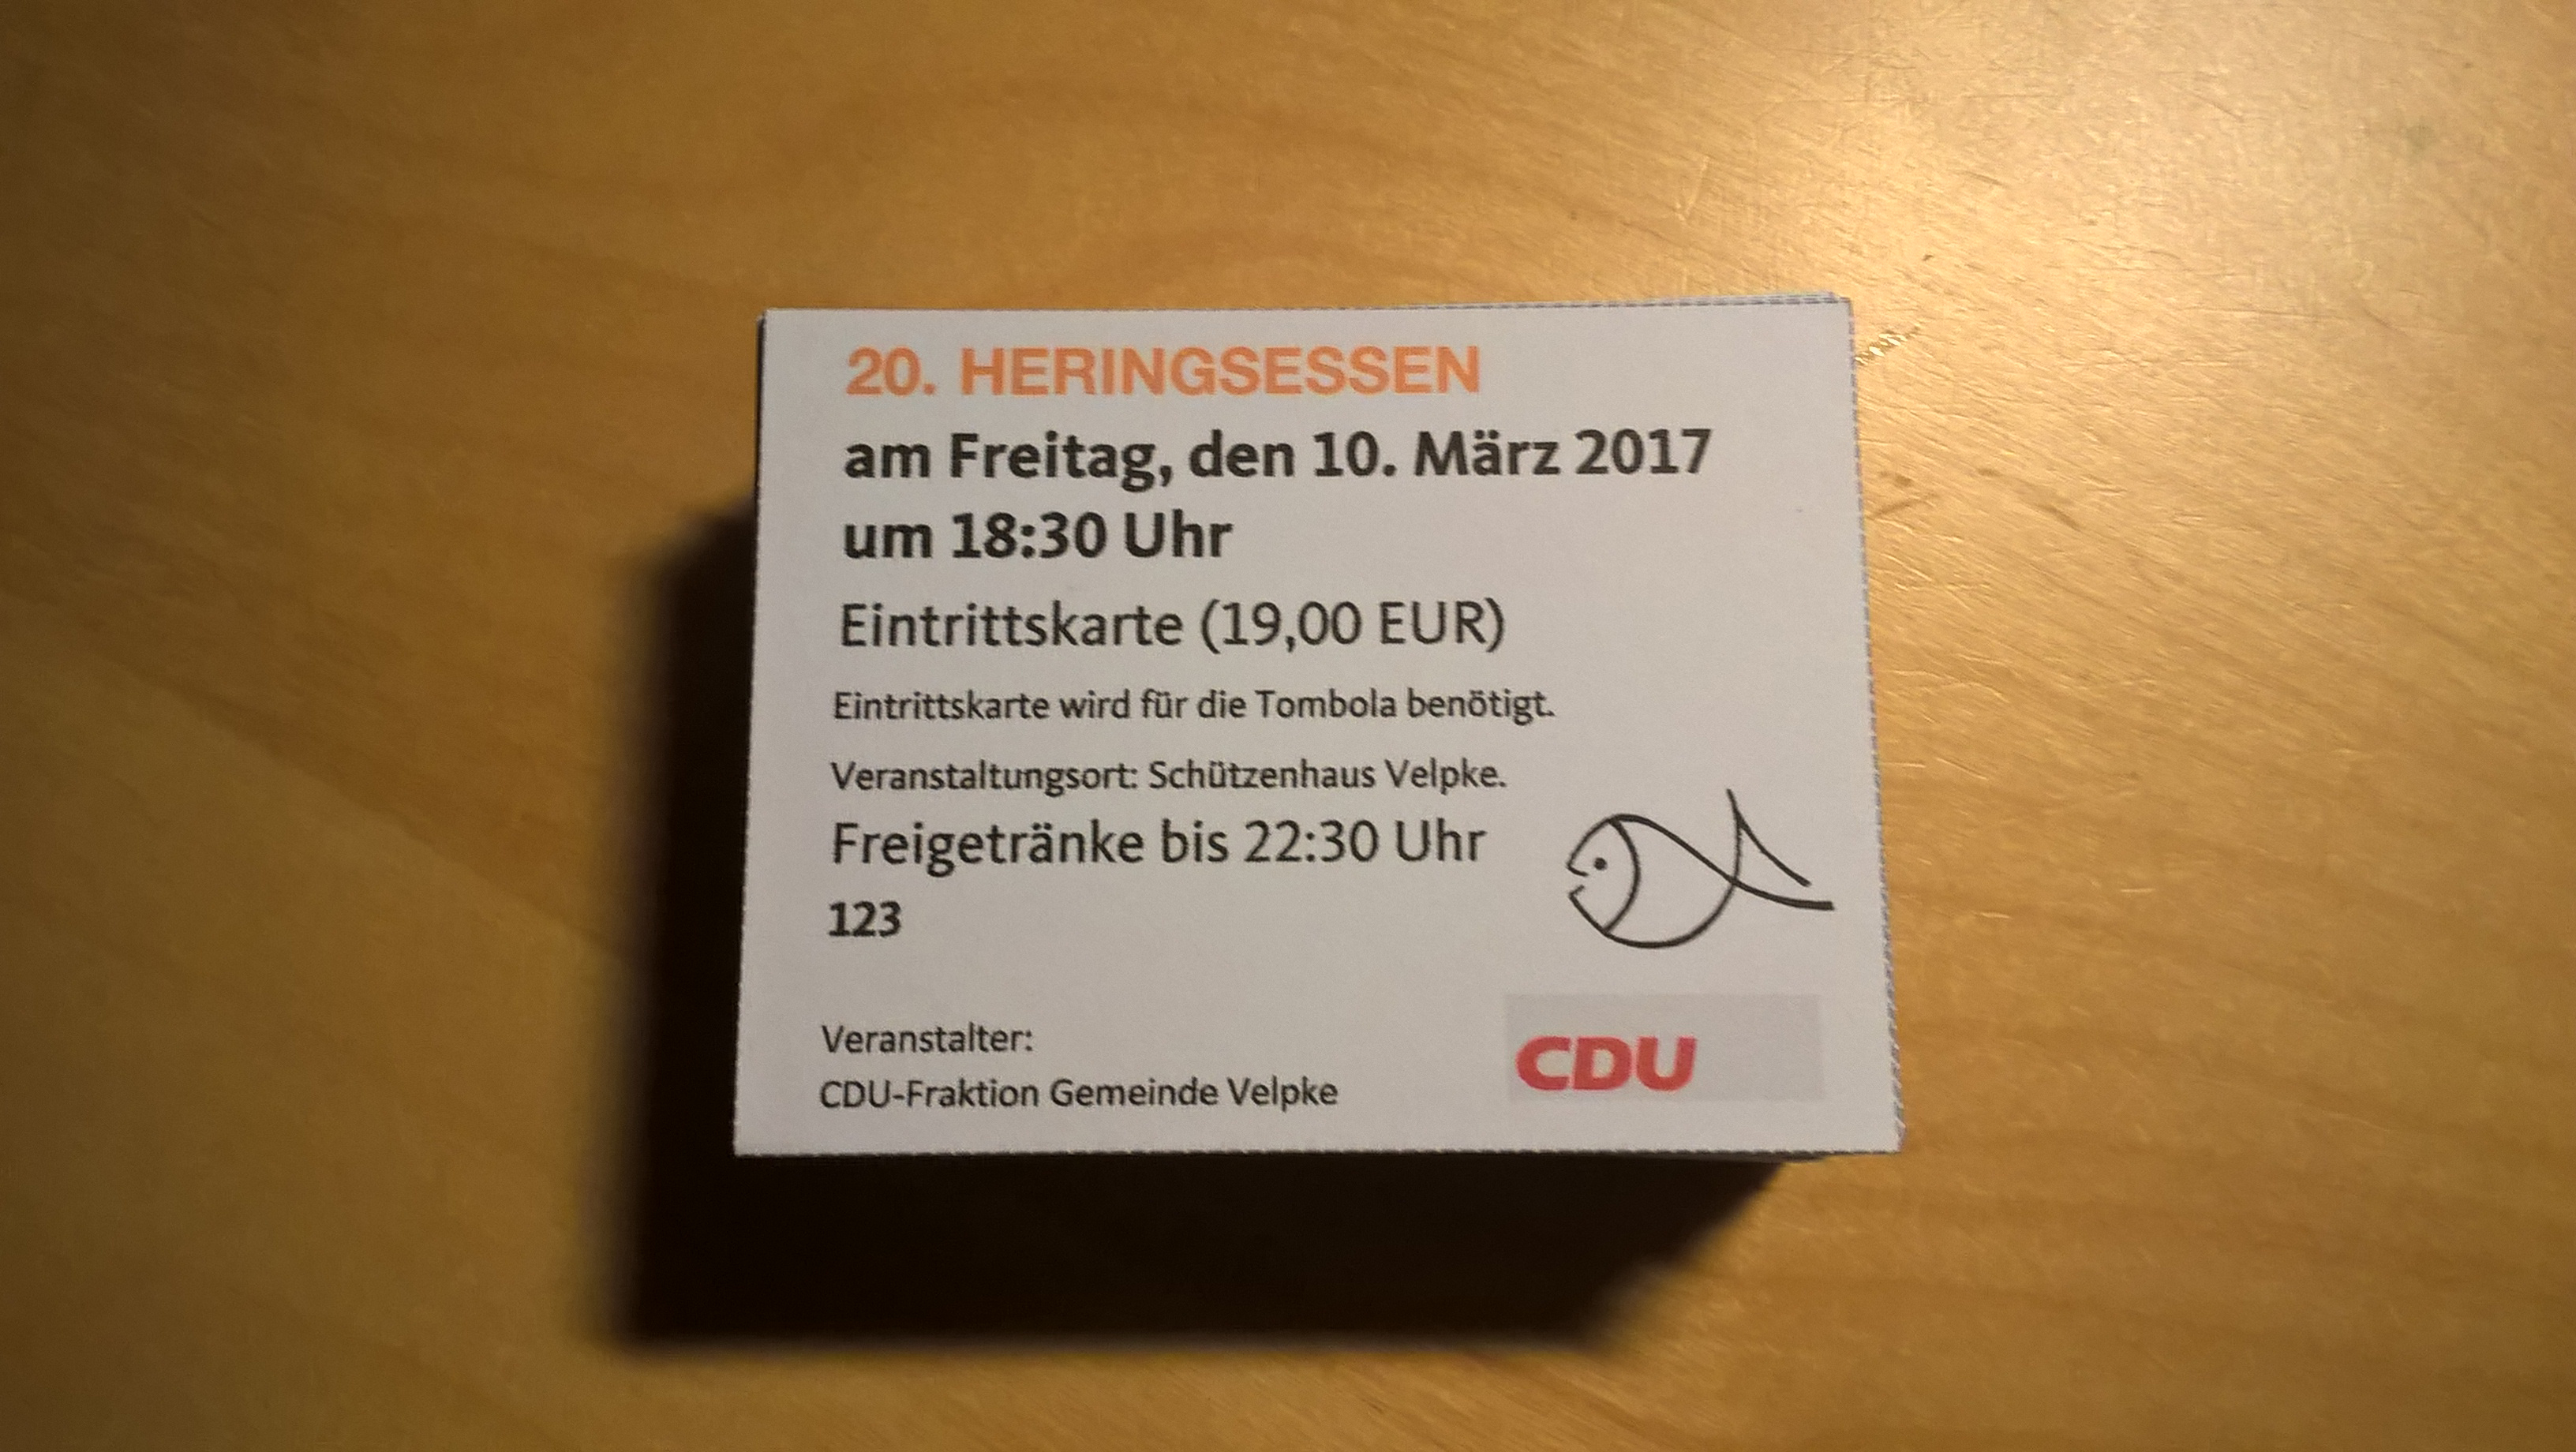 20. HERINGSESSEN
am Freitag, den 10. März 2017
um 18:30 Uhr
Eintrittskarte (19,00 EUR)
Eintrittskarte wird für die Tombola benötigt.
Veranstaltungsort: Schützenhaus Velpke.
Freigetränke bis 22:30 Uhr
123
Veranstalter:
CDU-Fraktion Gemeinde Velpke
CDU